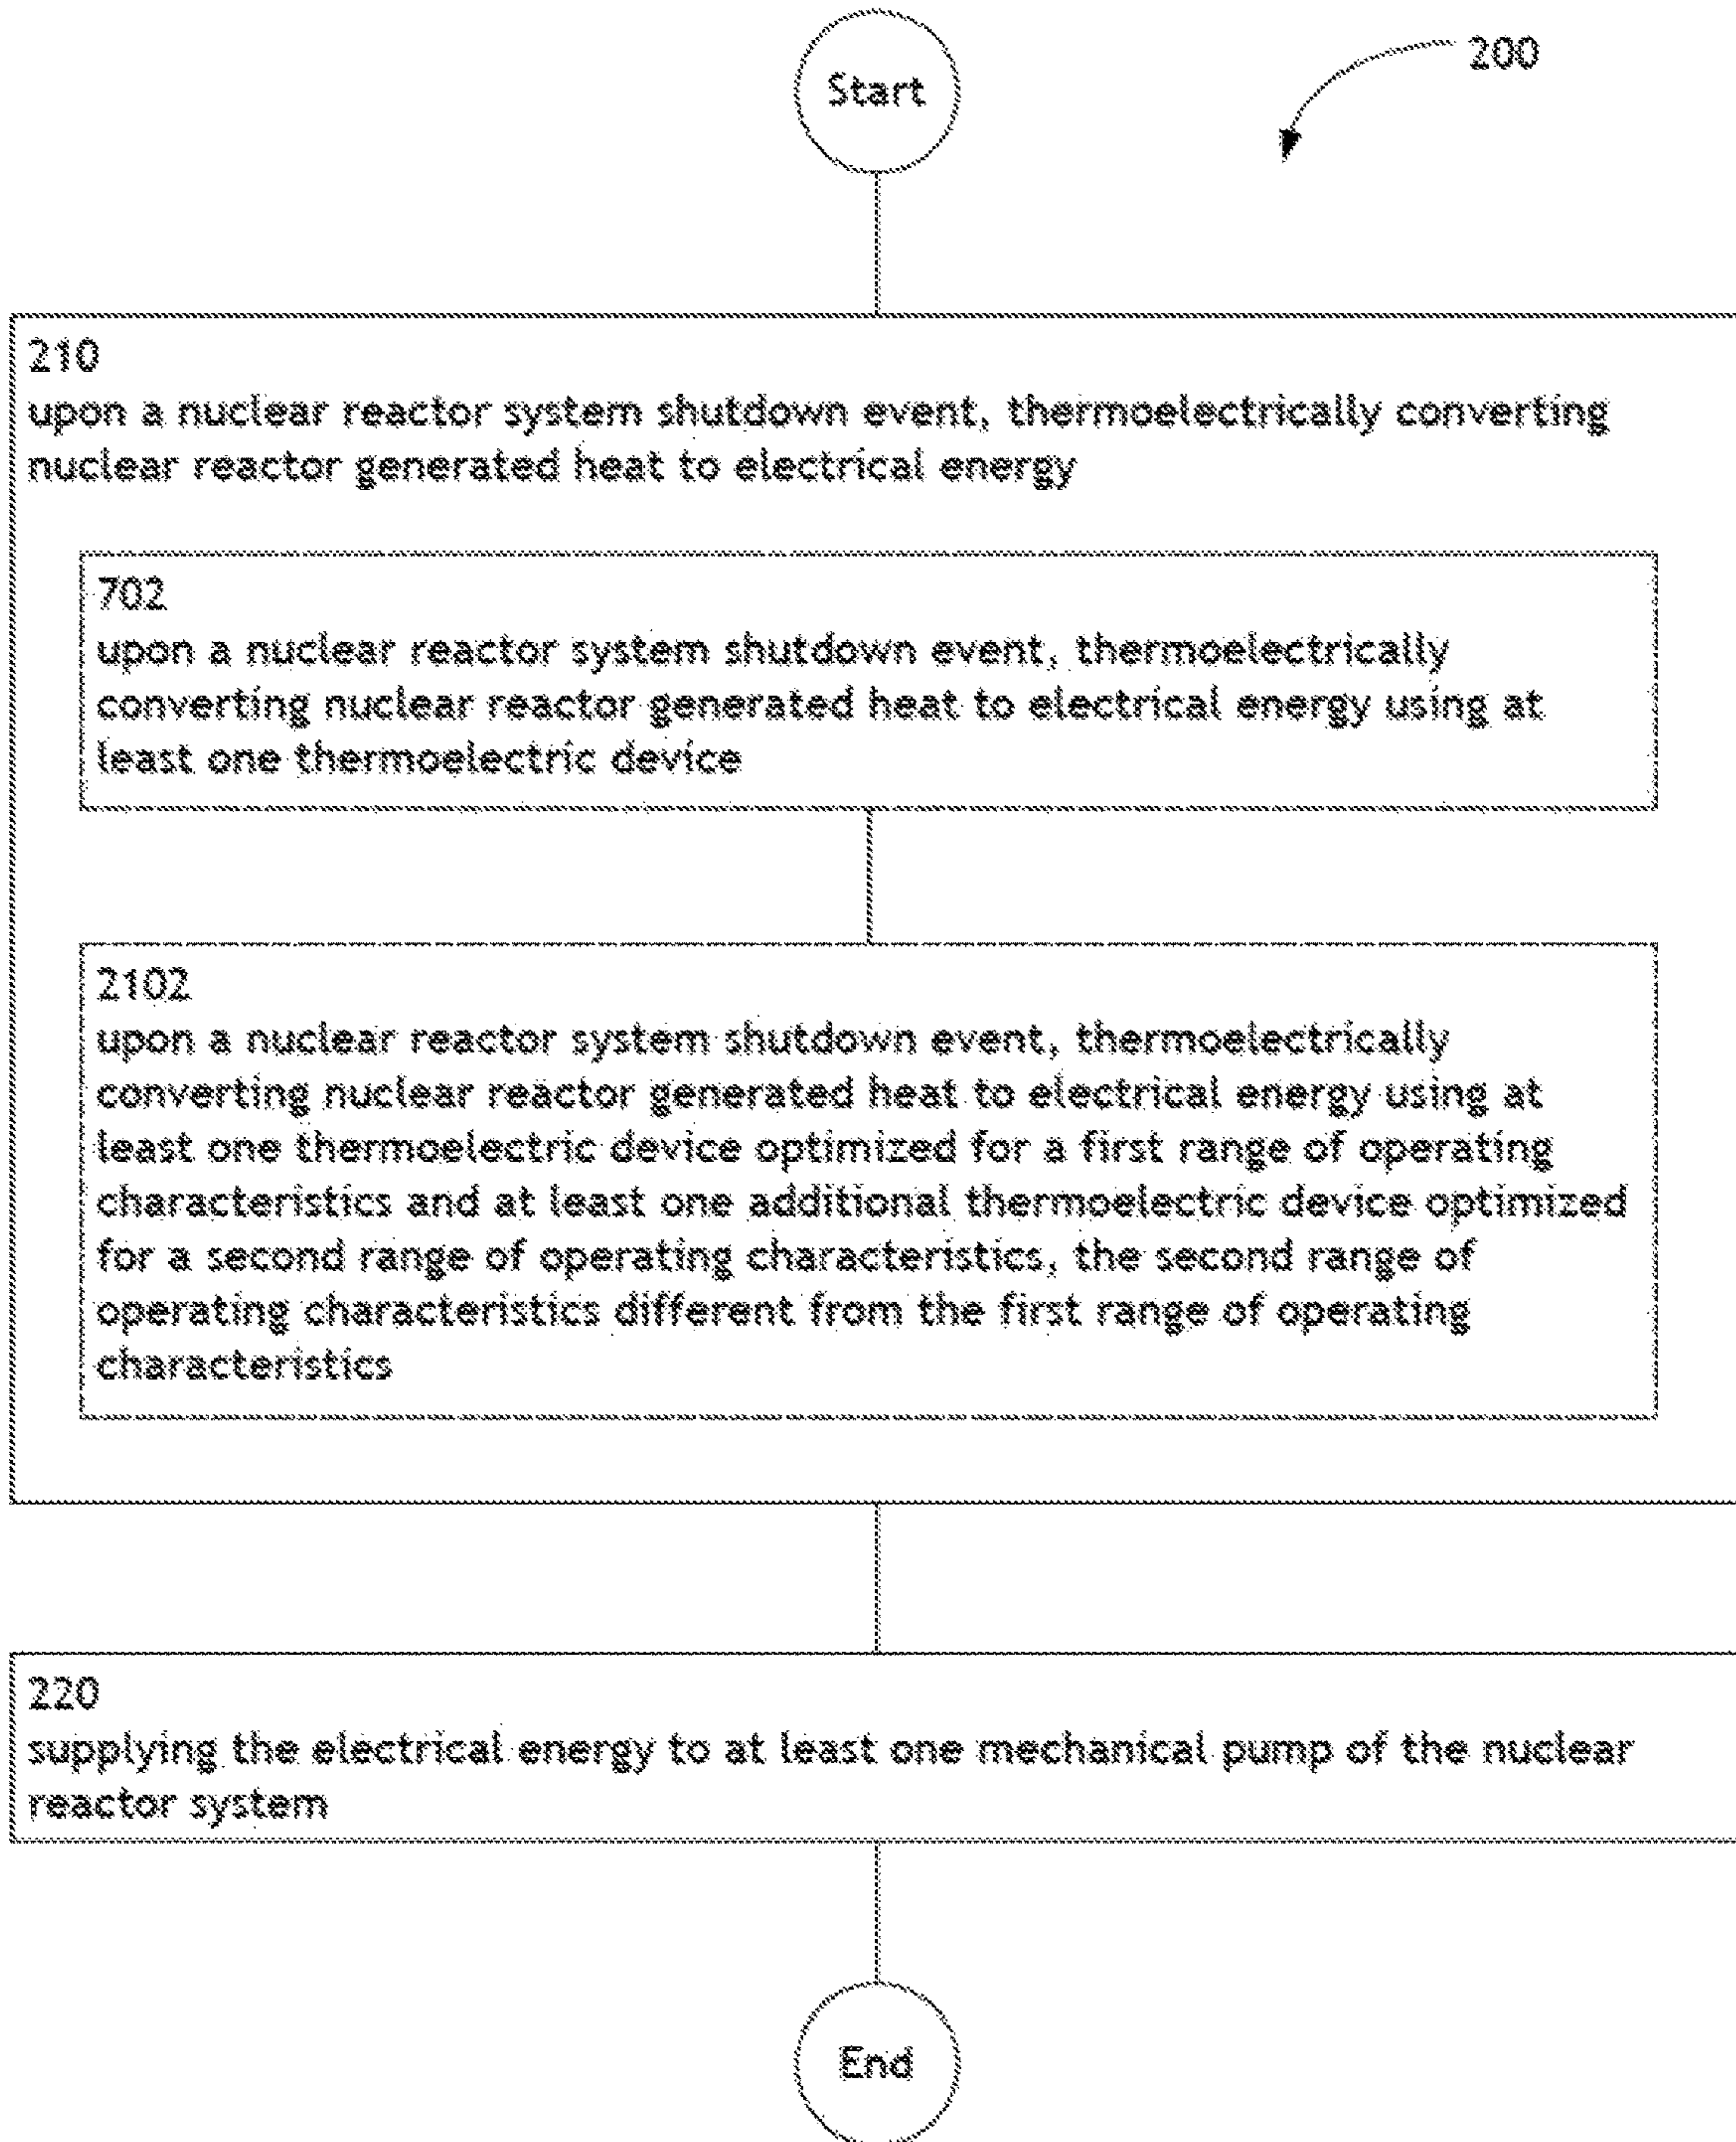 Start
200
210
upon a nuclear reactor system shutdown event, thermoelectrically converting
nuclear reactor generated heat to electrical energy
702
upon a nuclear reactor system shutdown event, thermoelectrically
converting nuclear reactor generated heat to electrical energy using at
least one thermoelectric device
2102
upon a nuclear reactor system shutdown event, thermoelectrically
converting nuclear reactor generated heat to electrical energy using at
least one thermoelectric device optimized for a first range of operating
characteristics and at least one additional thermoelectric device optimized
for a second range of operating characteristics, the second range of
operating characteristics different from the first range of operating
characteristics
220
supplying the electrical energy to at least one mechanical pump of the nuclear
reactor system
End